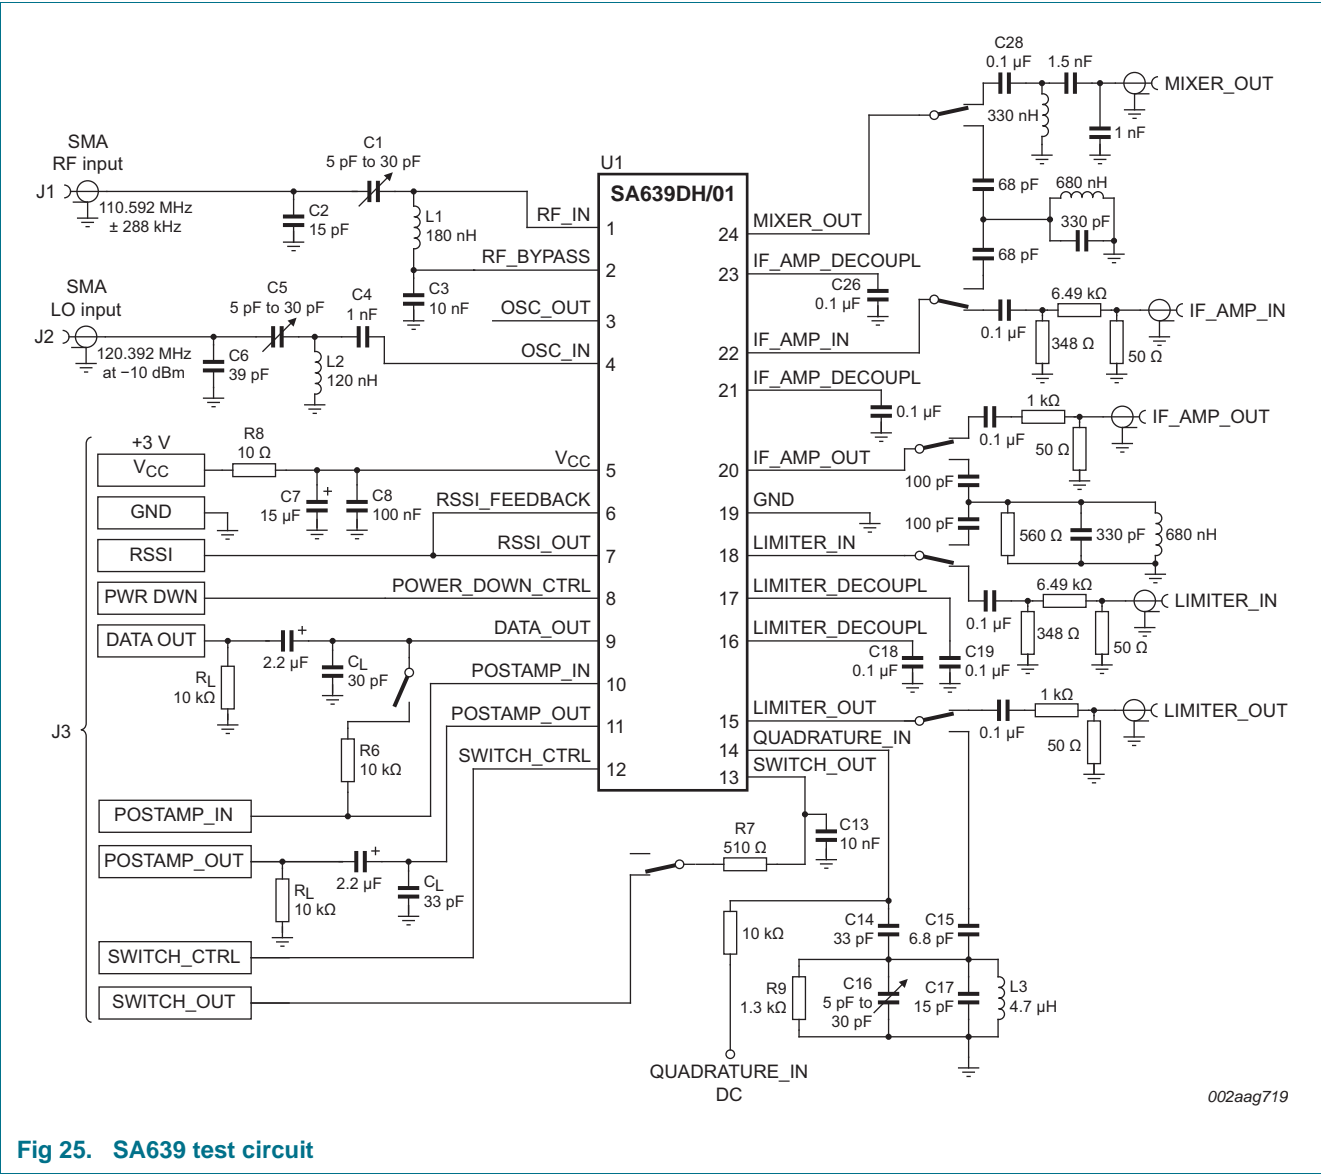 C28
0.1 µF
1.5 nF
MIXER_OUT
330 nH
1 nF
SMA
RF input
J1
110.592 MHz
± 288 kHz
C2
15 pF
C1
5 pF to 30 pF
L1
180 nH
C3
10 nF
U1
SA639DH/01
RF_IN
1
RF_BYPASS
2
OSC_OUT
3
OSC_IN
4
SMA
LO input
J2
120.392 MHz
at −10 dBm
C6
39 pF
C5
5 pF to 30 pF
C4
1 nF
L2
120 nH
MIXER_OUT
24
IF_AMP_DECOUPL
23
C26
0.1 µF
IF_AMP_IN
22
IF_AMP_DECOUPL
21
0.1 µF
68 pF
680 nH
330 pF
68 pF
0.1 µF
6.49 kΩ
348 Ω
50 Ω
IF_AMP_IN
1 kΩ
0.1 µF
50 Ω
IF_AMP_OUT
IF_AMP_OUT
20
100 pF
GND
19
100 pF
560 Ω
330 pF
680 nH
LIMITER_IN
18
LIMITER_DECOUPL
17
LIMITER_DECOUPL
16
C18
0.1 µF
C19
0.1 µF
0.1 µF
6.49 kΩ
348 Ω
50 Ω
LIMITER_IN
LIMITER_OUT
15
QUADRATURE_IN
14
SWITCH_OUT
13
0.1 µF
1 kΩ
50 Ω
LIMITER_OUT
J3
+3 V
VCC
R8
10 Ω
C7
+
15 µF
C8
100 nF
VCC
5
GND
RSSI_FEEDBACK
6
RSSI
RSSI_OUT
7
PWR DWN
POWER_DOWN_CTRL
8
DATA OUT
RL
10 kΩ
+
2.2 µF
CL
30 pF
DATA_OUT
9
POSTAMP_IN
10
POSTAMP_OUT
11
SWITCH_CTRL
12
R6
10 kΩ
POSTAMP_IN
POSTAMP_OUT
RL
10 kΩ
+
2.2 µF
CL
33 pF
SWITCH_CTRL
SWITCH_OUT
R7
510 Ω
C13
10 nF
10 kΩ
C14
33 pF
C15
6.8 pF
R9
1.3 kΩ
C16
5 pF to
30 pF
C17
15 pF
L3
4.7 µH
QUADRATURE_IN
DC
002aag719
Fig 25. SA639 test circuit